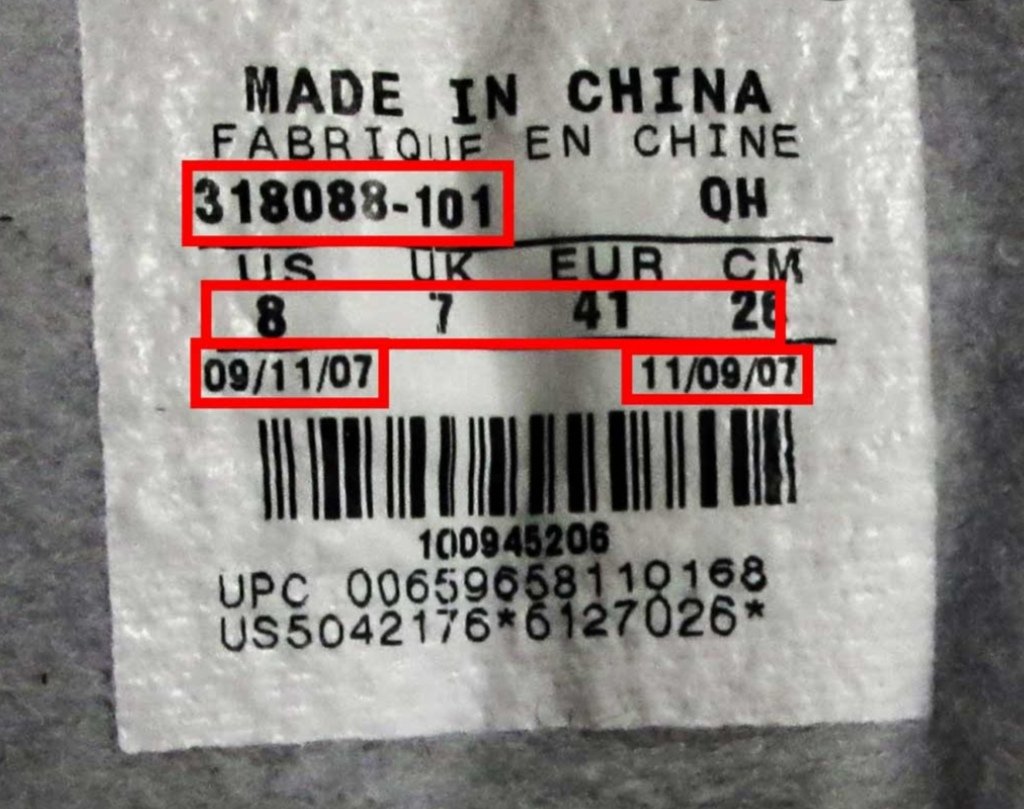 MADE IN CHINA
FABRIQUE EN CHINE
318088-101 QH
US UK EUR CM
8 7 41 26
09/11/07 11/09/07
100945206
UPC 00659658110168
US5042176*6127026*